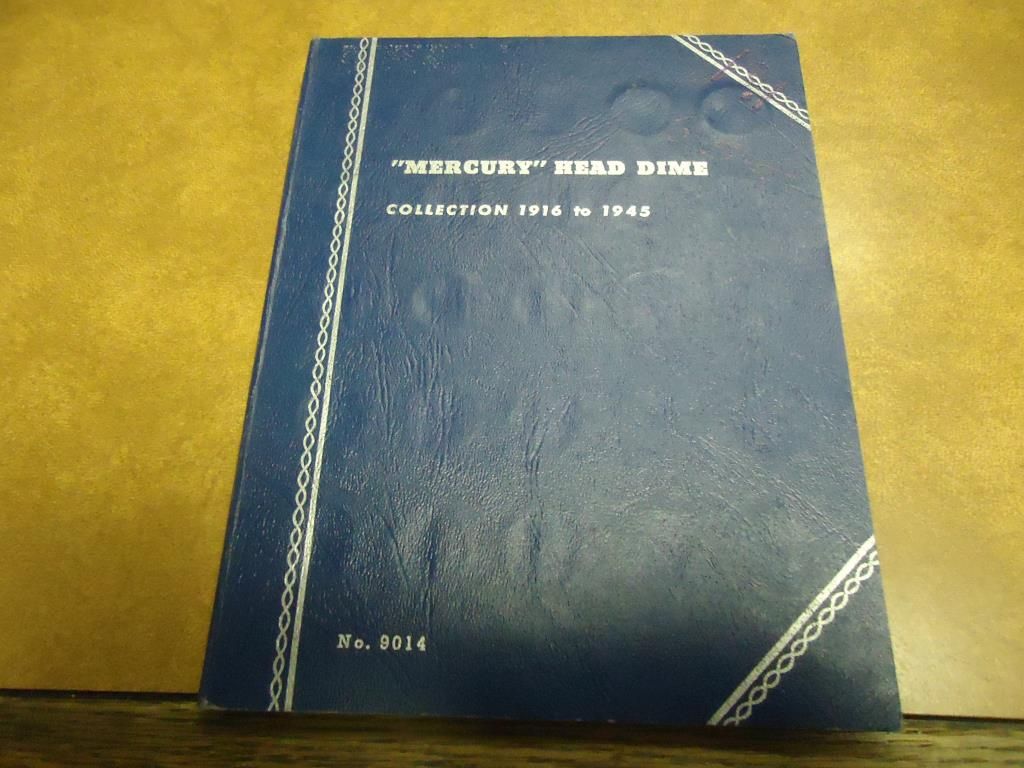 "MERCURY" HEAD DIME
COLLECTION 1916 to 1945
No. 9014